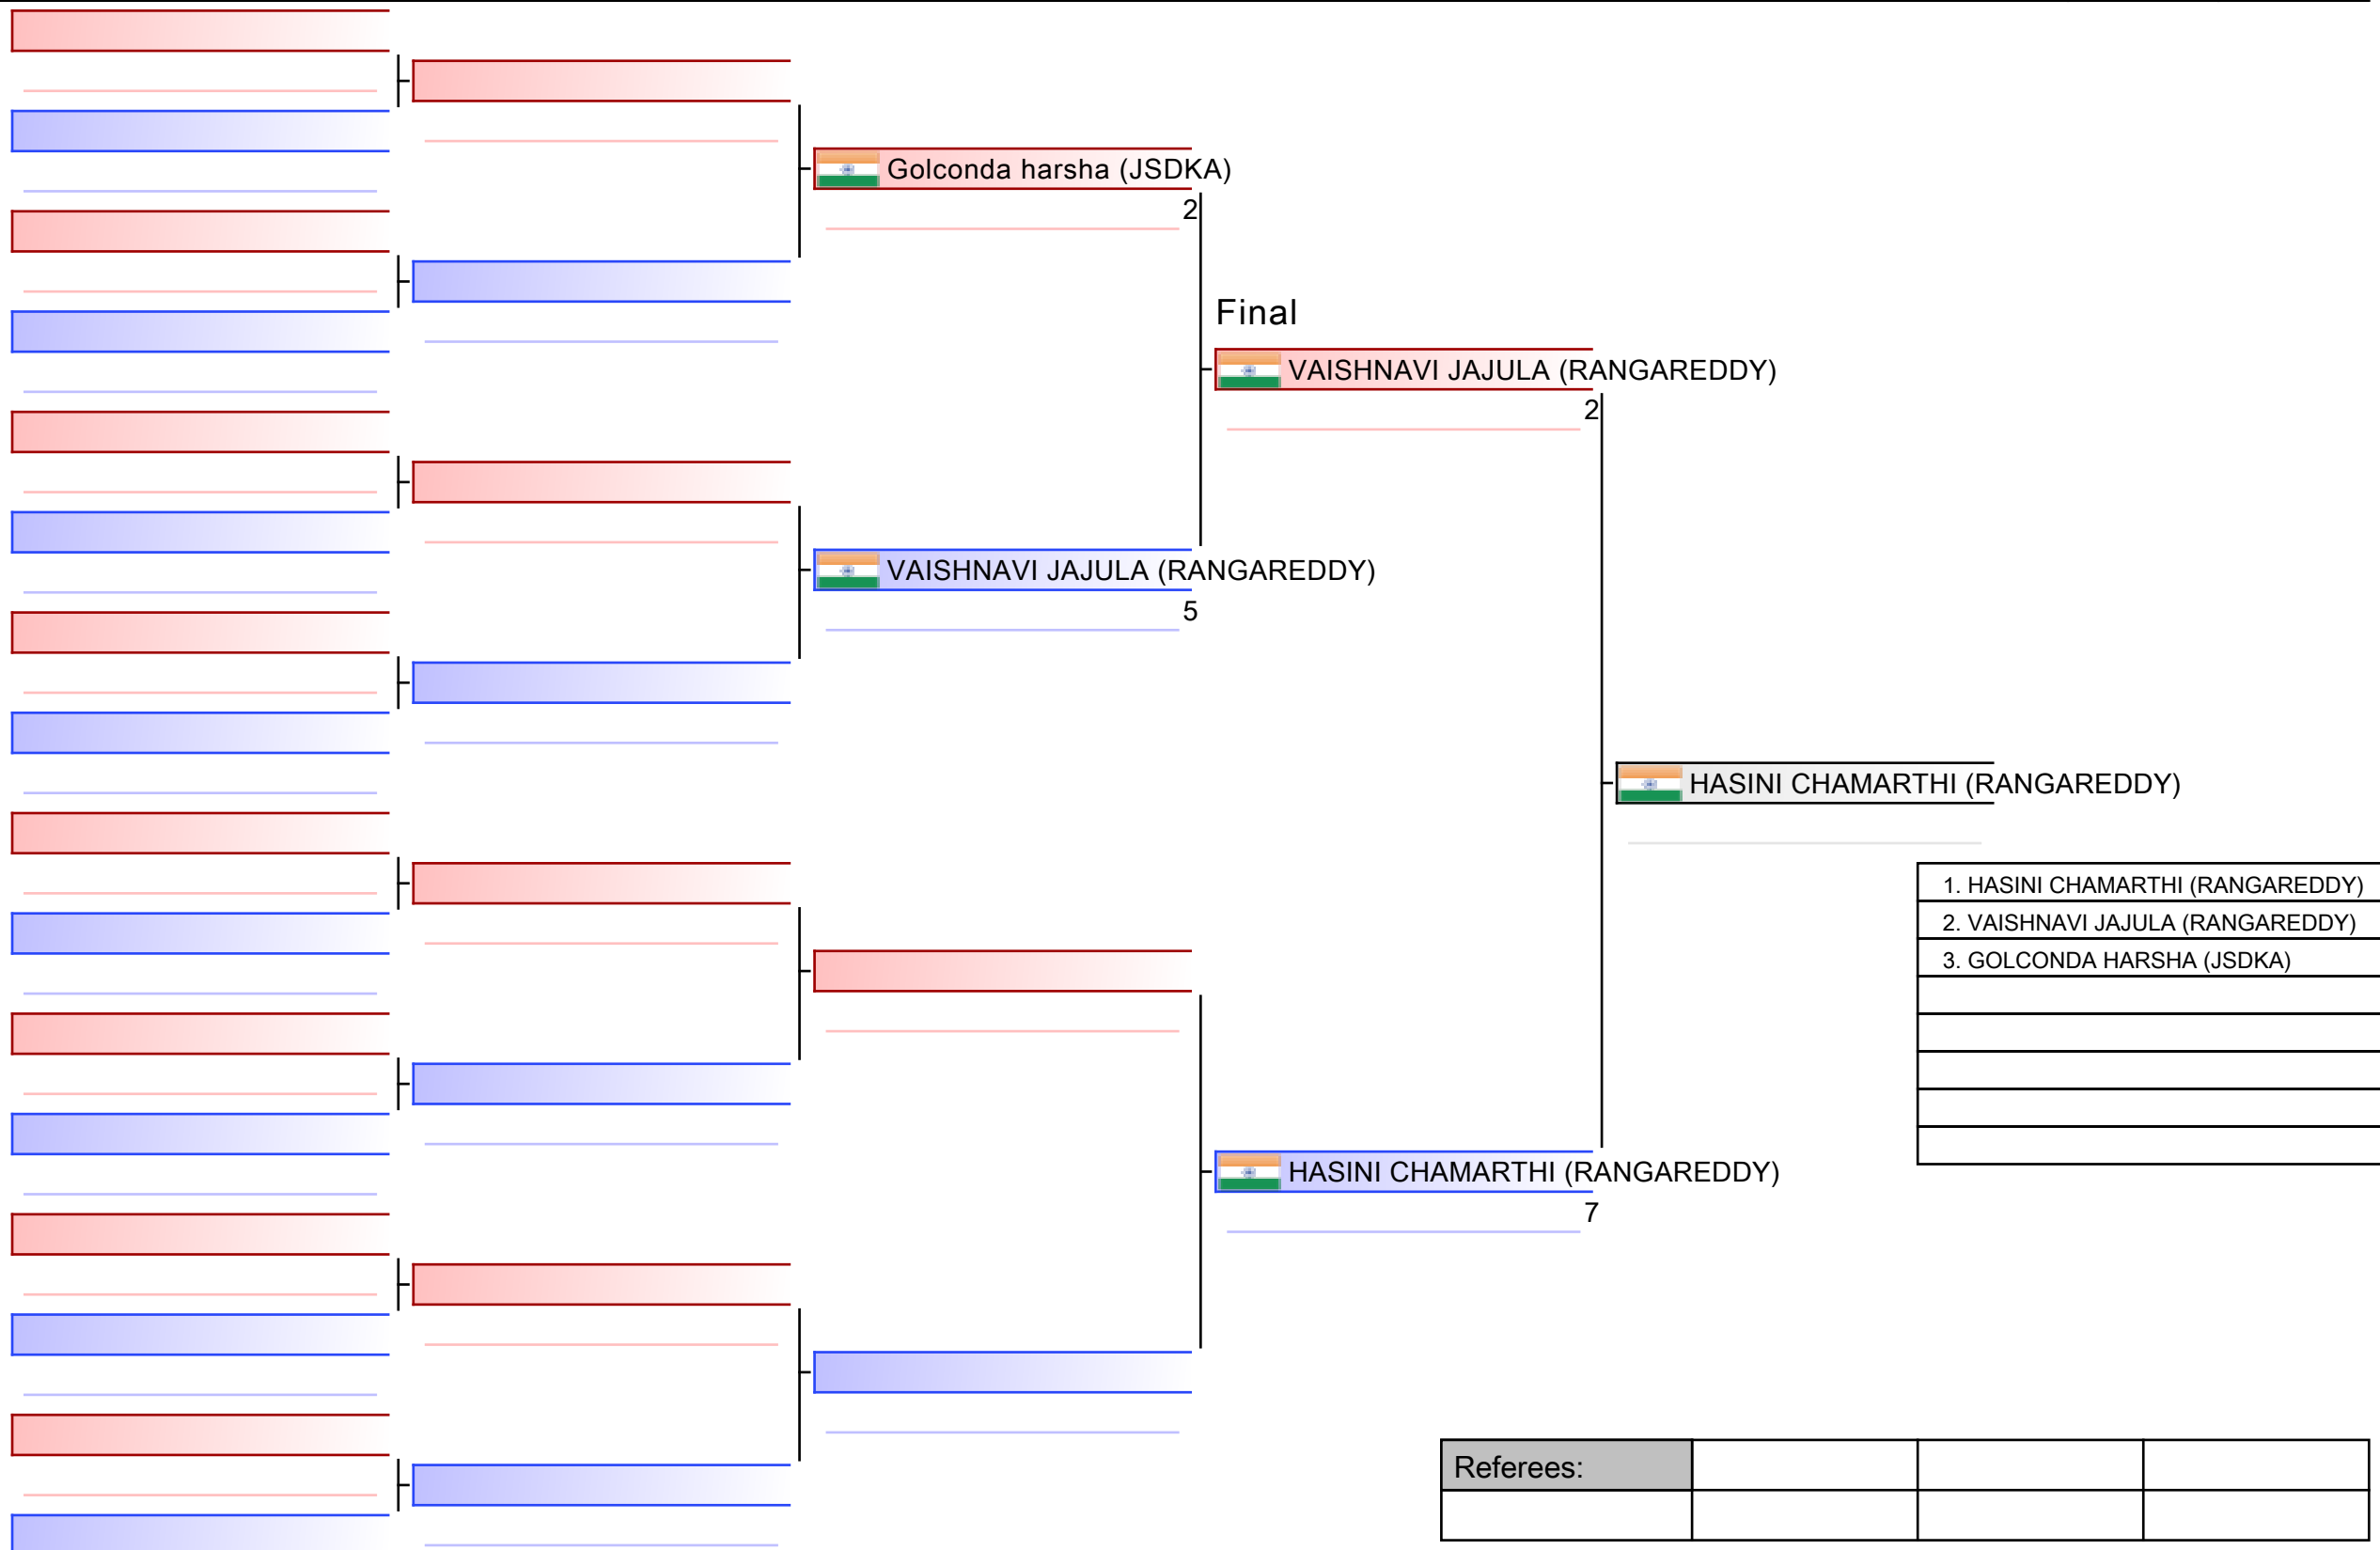 Golconda harsha (JSDKA)
2
Final
VAISHNAVI JAJULA (RANGAREDDY)
2
VAISHNAVI JAJULA (RANGAREDDY)
5
HASINI CHAMARTHI (RANGAREDDY)
1. HASINI CHAMARTHI (RANGAREDDY)
2. VAISHNAVI JAJULA (RANGAREDDY)
3. GOLCONDA HARSHA (JSDKA)
HASINI CHAMARTHI (RANGAREDDY)
7
Referees: